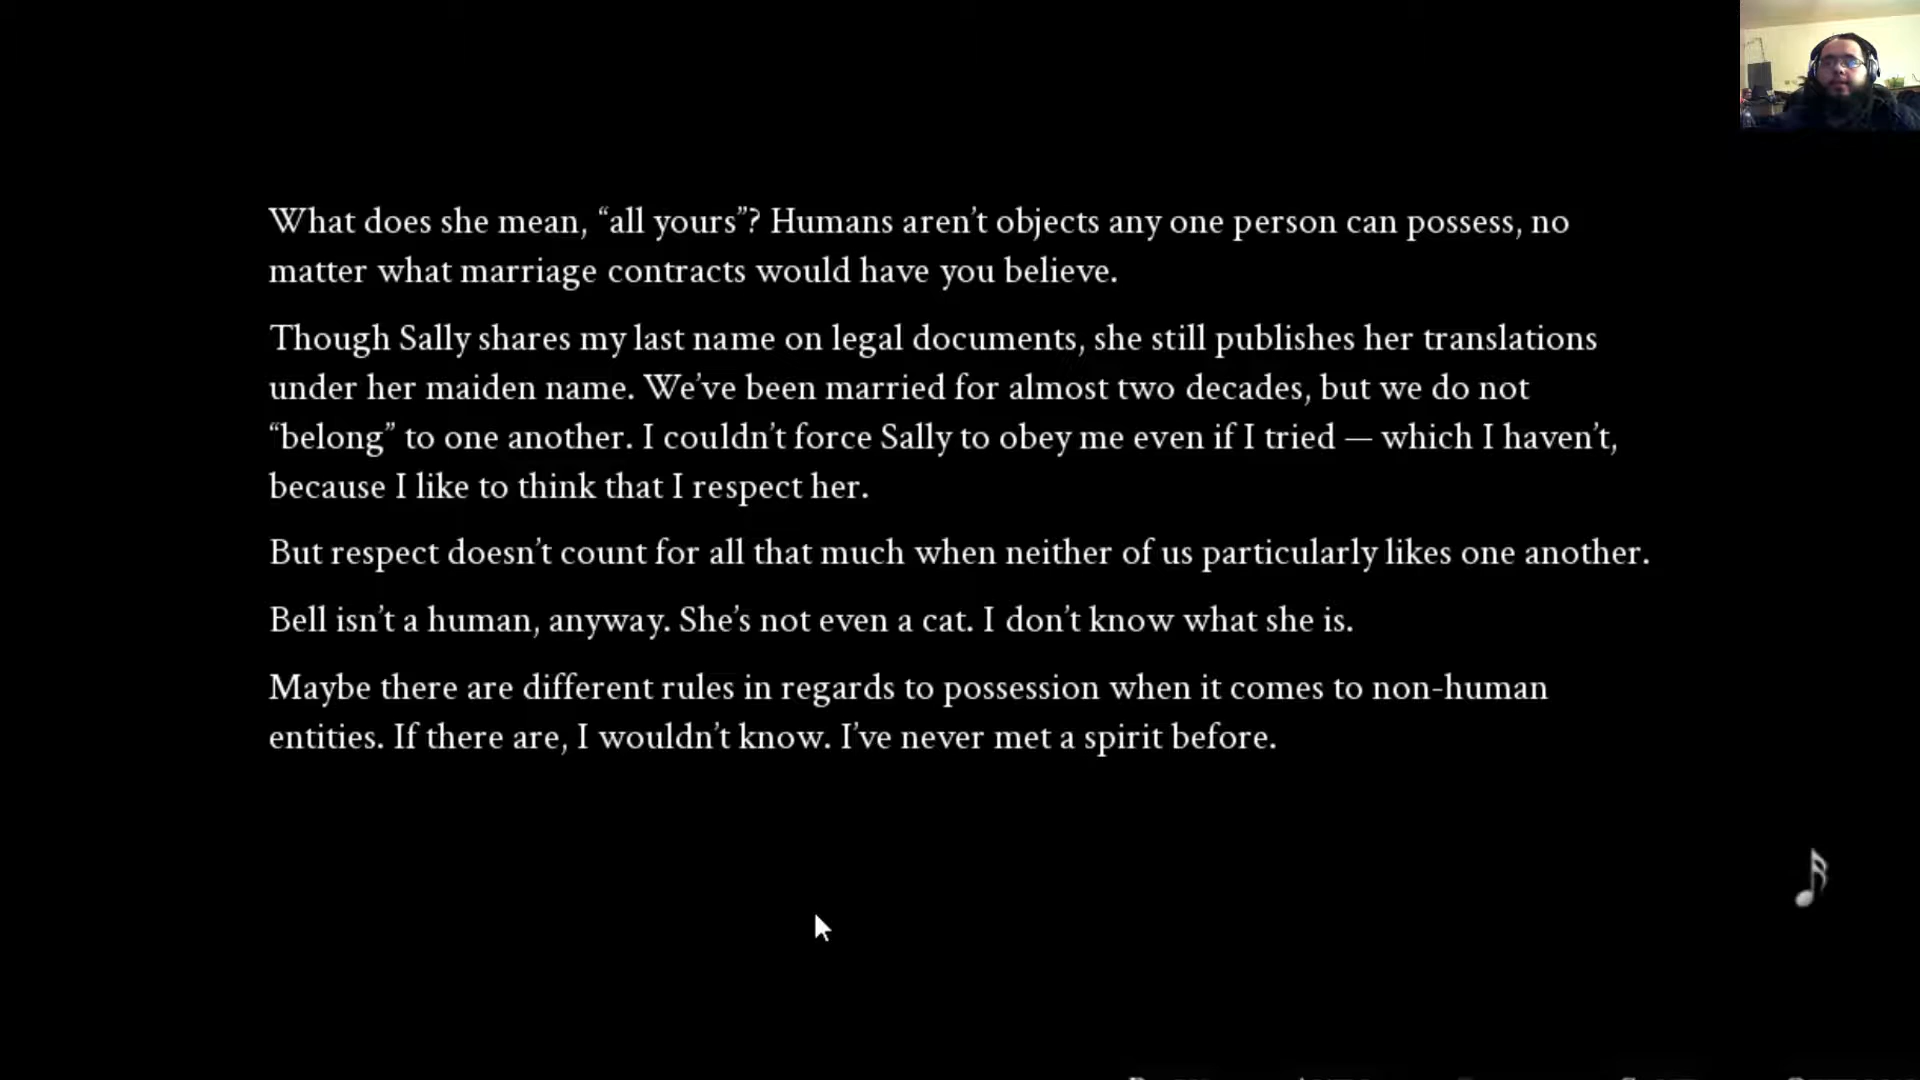 What does she mean, “all yours”? Humans aren’t objects any one person can possess, no
matter what marriage contracts would have you believe.
Though Sally shares my last name on legal documents, she still publishes her translations
under her maiden name. We’ve been married for almost two decades, but we do not
“belong” to one another. I couldn’t force Sally to obey me even if I tried — which I haven’t,
because I like to think that I respect her.
But respect doesn’t count for all that much when neither of us particularly likes one another.
Bell isn’t a human, anyway. She’s not even a cat. I don’t know what she is.
Maybe there are different rules in regards to possession when it comes to non-human
entities. If there are, I wouldn’t know. I’ve never met a spirit before.